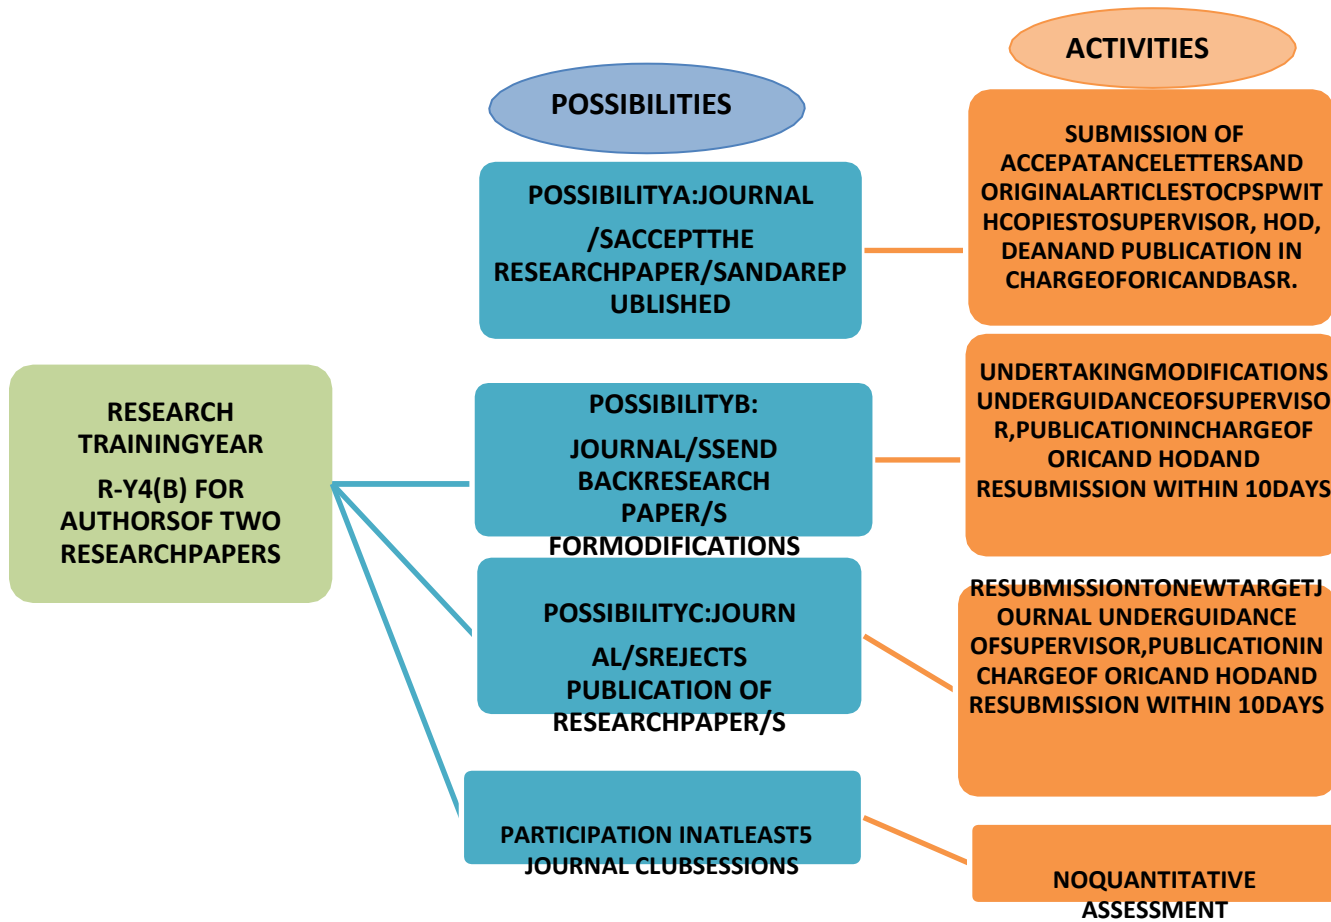 ACTIVITIES
POSSIBILITIES
SUBMISSION OF
ACCEPATANCELETTERSAND
ORIGINALARTICLESTOCPSPWIT
HCOPIESTOSUPERVISOR, HOD,
DEANAND PUBLICATION IN
CHARGEOFORICANDBASR.
POSSIBILITYA:JOURNAL
/SACCEPTTHE
RESEARCHPAPER/SANDAREP
UBLISHED
UNDERTAKINGMODIFICATIONS
UNDERGUIDANCEOFSUPERVISO
R,PUBLICATIONINCHARGEOF
ORICAND HODAND
RESUBMISSION WITHIN 10DAYS
POSSIBILITYB:
JOURNAL/SSEND
BACKRESEARCH
PAPER/S
FORMODIFICATIONS
RESEARCH
TRAININGYEAR
R-Y4(B) FOR
AUTHORSOF TWO
RESEARCHPAPERS
RESUBMISSIONTONEWTARGETJ
OURNAL UNDERGUIDANCE
OFSUPERVISOR,PUBLICATIONIN
CHARGEOF ORICAND HODAND
RESUBMISSION WITHIN 10DAYS
POSSIBILITYC:JOURN
AL/SREJECTS
PUBLICATION OF
RESEARCHPAPER/S
PARTICIPATION INATLEAST5
JOURNAL CLUBSESSIONS
NOQUANTITATIVE
ASSESSMENT